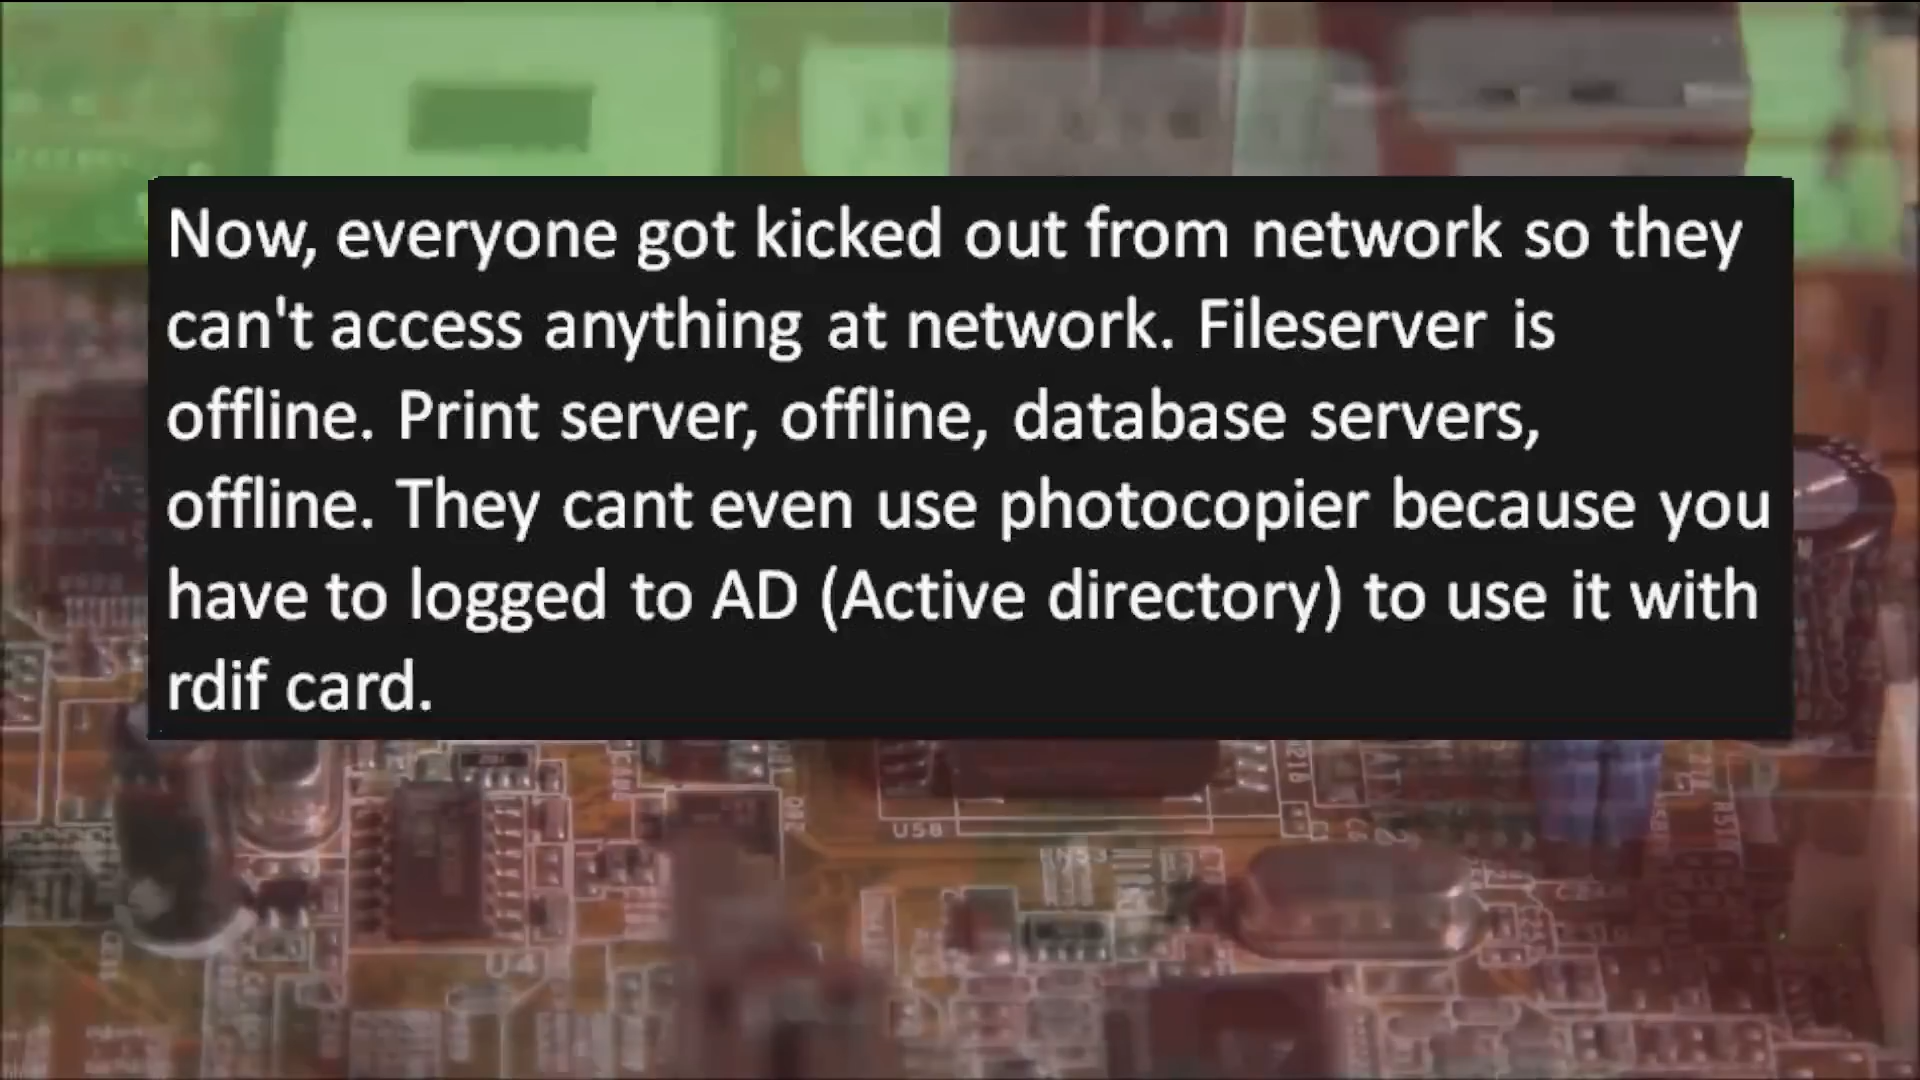 Now, everyone got kicked out from network so they
can't access anything at network. Fileserver is
offline. Print server, offline, database servers,
offline. They cant even use photocopier because you
have to logged to AD (Active directory) to use it with
rdif card.
U58
U4